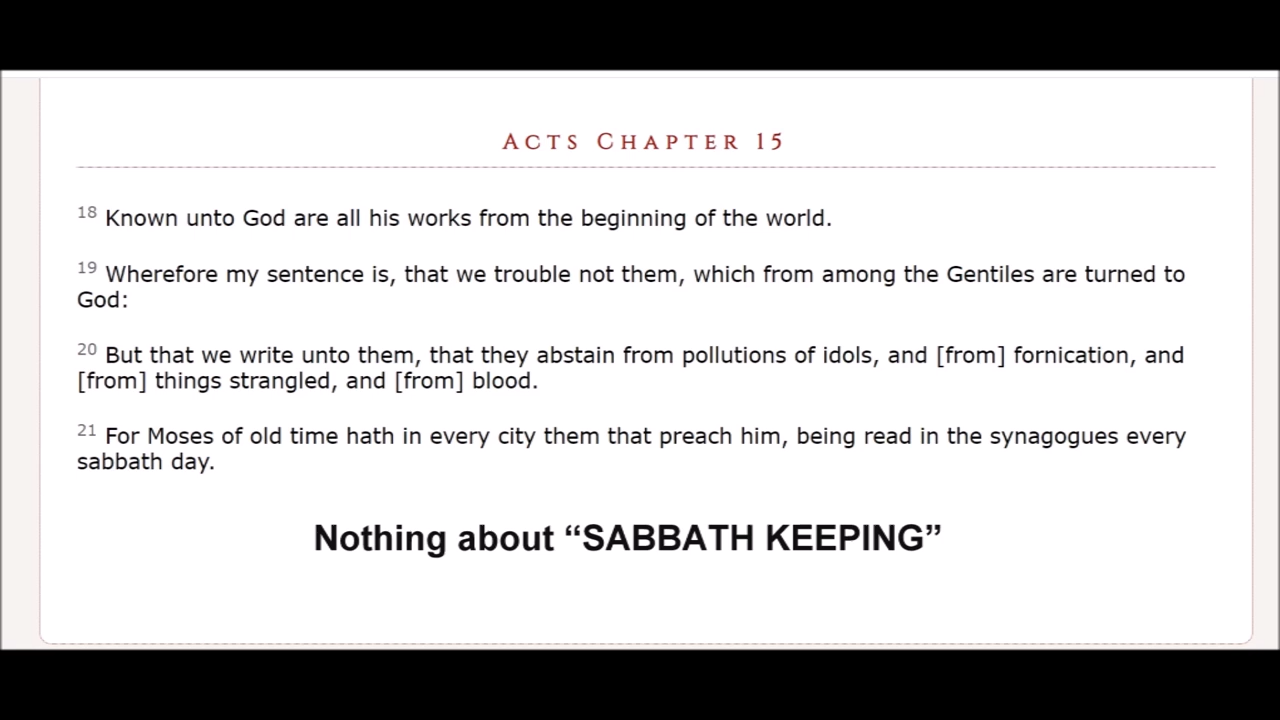 Acts Chapter 15
18 Known unto God are all his works from the beginning of the world.
19 Wherefore my sentence is, that we trouble not them, which from among the Gentiles are turned to
God:
20 But that we write unto them, that they abstain from pollutions of idols, and [from] fornication, and
[from] things strangled, and [from] blood.
21 For Moses of old time hath in every city them that preach him, being read in the synagogues every
sabbath day.
Nothing about “SABBATH KEEPING”